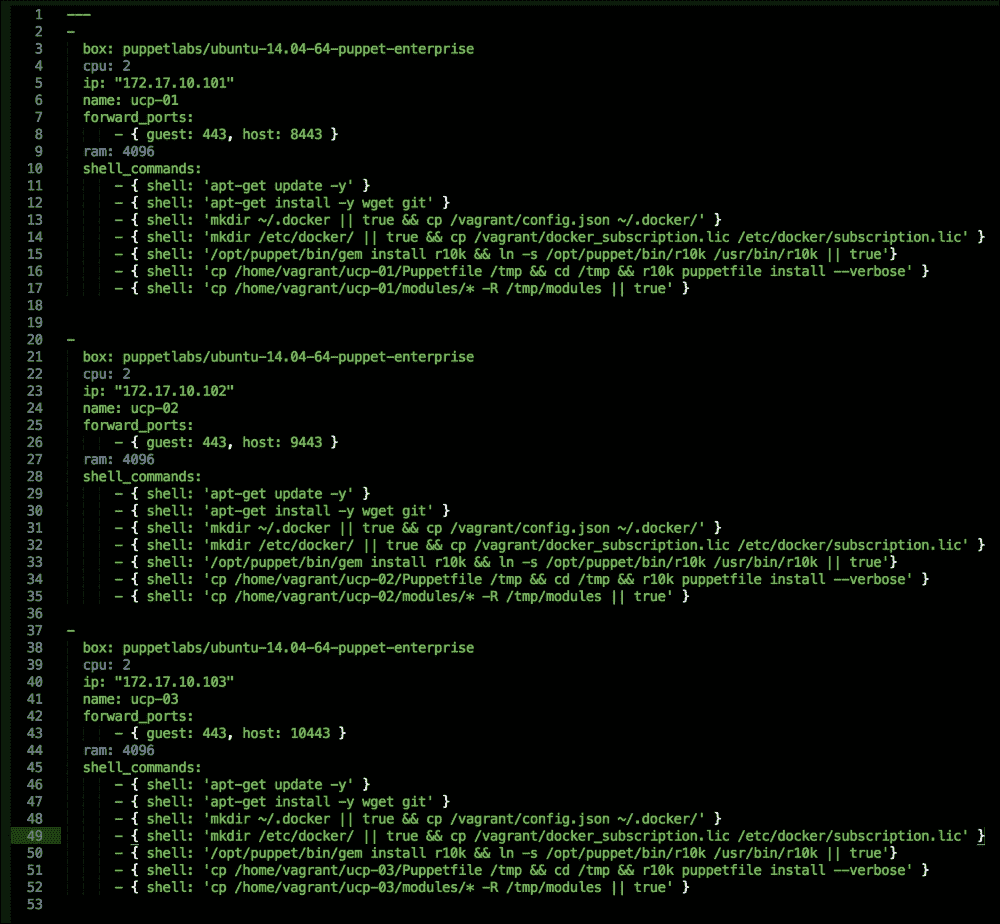 1 ---
2 -
3 box: puppetlabs/ubuntu-14.04-64-puppet-enterprise
4 cpu: 2
5 ip: "172.17.10.101"
6 name: ucp-01
7 forward_ports:
8 - { guest: 443, host: 8443 }
9 ram: 4096
10 shell_commands:
11 - { shell: 'apt-get update -y' }
12 - { shell: 'apt-get install -y wget git' }
13 - { shell: 'mkdir ~/.docker || true && cp /vagrant/config.json ~/.docker/' }
14 - { shell: 'mkdir /etc/docker/ || true && cp /vagrant/docker_subscription.lic /etc/docker/subscription.lic' }
15 - { shell: '/opt/puppet/bin/gem install r10k && ln -s /opt/puppet/bin/r10k /usr/bin/r10k || true'}
16 - { shell: 'cp /home/vagrant/ucp-01/Puppetfile /tmp && cd /tmp && r10k puppetfile install --verbose' }
17 - { shell: 'cp /home/vagrant/ucp-01/modules/* -R /tmp/modules || true' }
18
19
20 -
21 box: puppetlabs/ubuntu-14.04-64-puppet-enterprise
22 cpu: 2
23 ip: "172.17.10.102"
24 name: ucp-02
25 forward_ports:
26 - { guest: 443, host: 9443 }
27 ram: 4096
28 shell_commands:
29 - { shell: 'apt-get update -y' }
30 - { shell: 'apt-get install -y wget git' }
31 - { shell: 'mkdir ~/.docker || true && cp /vagrant/config.json ~/.docker/' }
32 - { shell: 'mkdir /etc/docker/ || true && cp /vagrant/docker_subscription.lic /etc/docker/subscription.lic' }
33 - { shell: '/opt/puppet/bin/gem install r10k && ln -s /opt/puppet/bin/r10k /usr/bin/r10k || true'}
34 - { shell: 'cp /home/vagrant/ucp-02/Puppetfile /tmp && cd /tmp && r10k puppetfile install --verbose' }
35 - { shell: 'cp /home/vagrant/ucp-02/modules/* -R /tmp/modules || true' }
36
37 -
38 box: puppetlabs/ubuntu-14.04-64-puppet-enterprise
39 cpu: 2
40 ip: "172.17.10.103"
41 name: ucp-03
42 forward_ports:
43 - { guest: 443, host: 10443 }
44 ram: 4096
45 shell_commands:
46 - { shell: 'apt-get update -y' }
47 - { shell: 'apt-get install -y wget git' }
48 - { shell: 'mkdir ~/.docker || true && cp /vagrant/config.json ~/.docker/' }
49 - { shell: 'mkdir /etc/docker/ || true && cp /vagrant/docker_subscription.lic /etc/docker/subscription.lic' }
50 - { shell: '/opt/puppet/bin/gem install r10k && ln -s /opt/puppet/bin/r10k /usr/bin/r10k || true'}
51 - { shell: 'cp /home/vagrant/ucp-03/Puppetfile /tmp && cd /tmp && r10k puppetfile install --verbose' }
52 - { shell: 'cp /home/vagrant/ucp-03/modules/* -R /tmp/modules || true' }
53